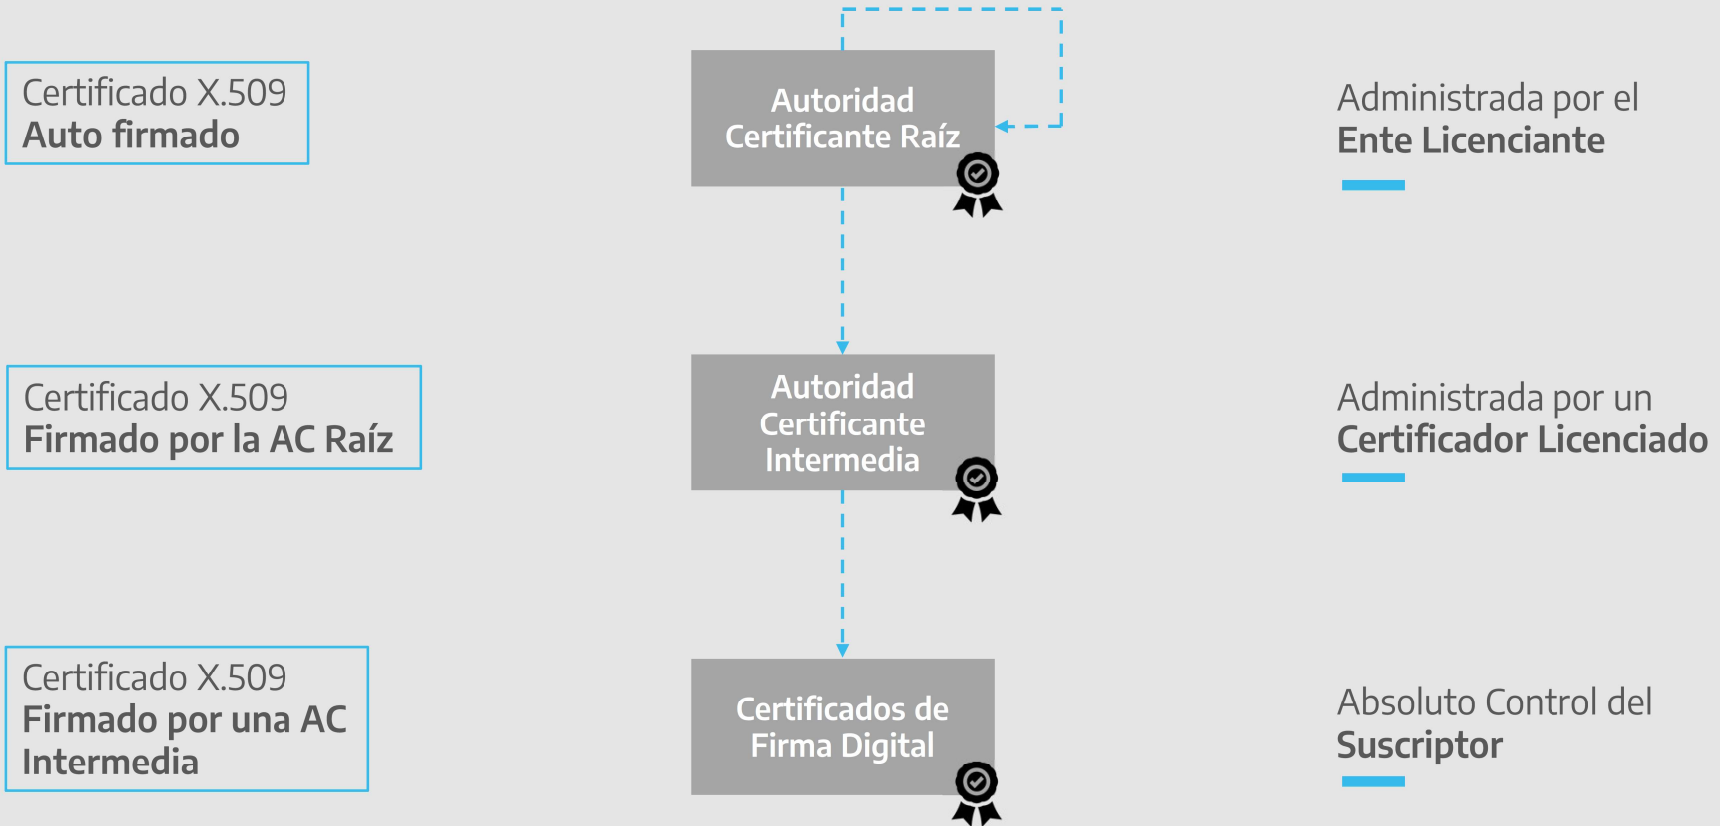 Certificado X.509
Auto firmado
Autoridad
Certificante Raíz
Administrada por el
Ente Licenciante
Certificado X.509
Firmado por la AC Raíz
Autoridad
Certificante
Intermedia
Administrada por un
Certificador Licenciado
Certificado X.509
Firmado por una AC
Intermedia
Certificados de
Firma Digital
Absoluto Control del
Suscriptor